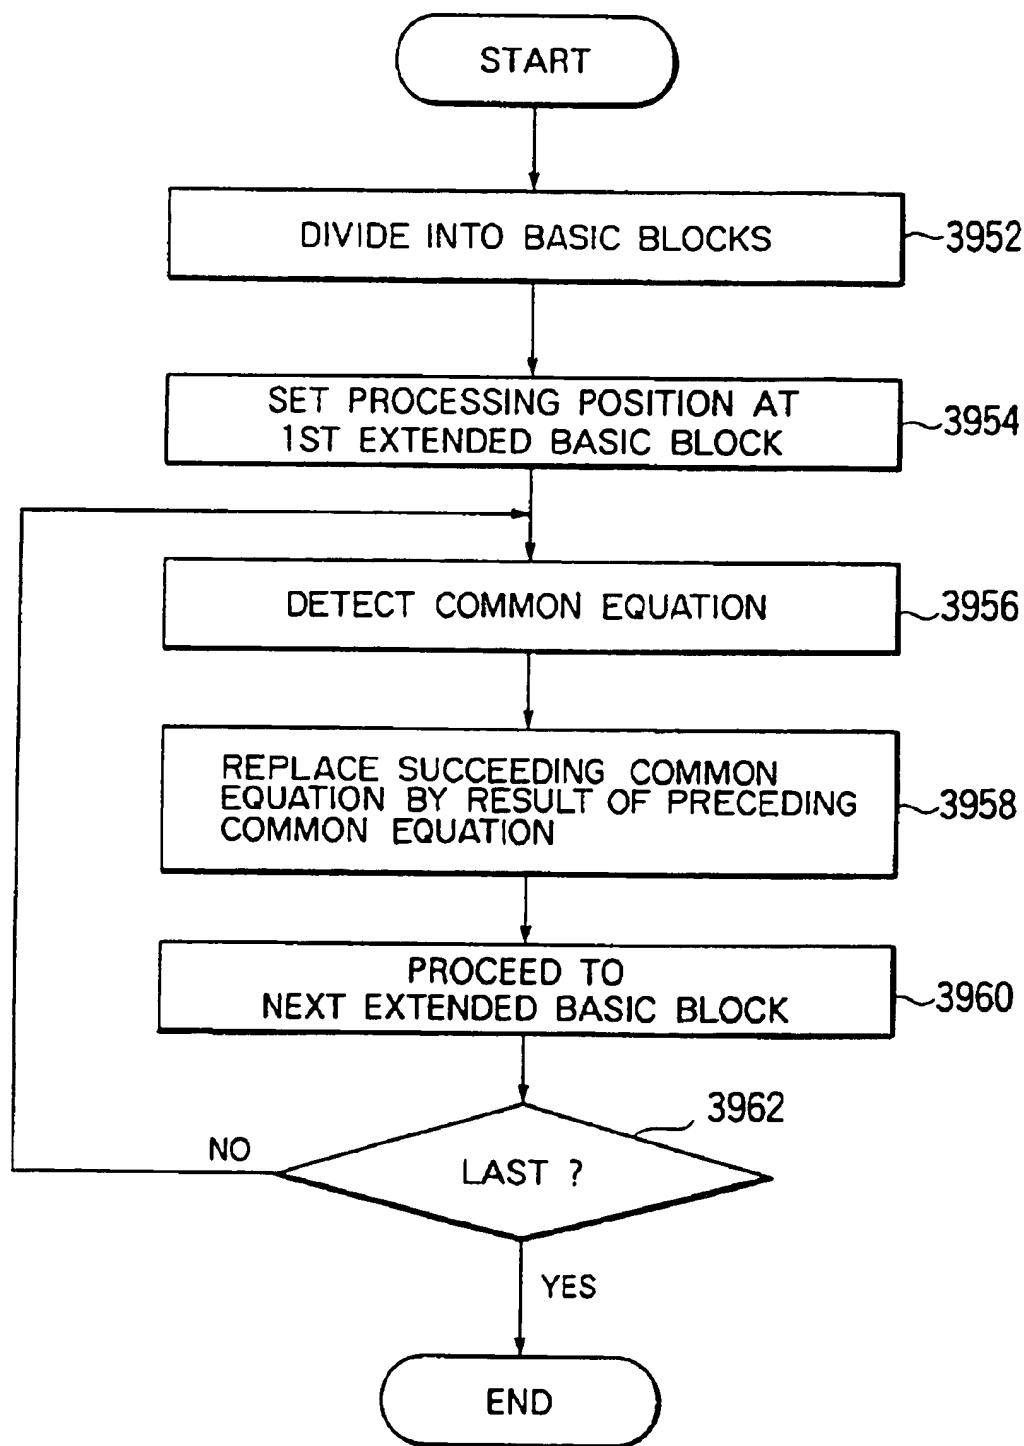 START
DIVIDE INTO BASIC BLOCKS
3952
SET PROCESSING POSITION AT
1ST EXTENDED BASIC BLOCK
3954
DETECT COMMON EQUATION
3956
REPLACE SUCCEEDING COMMON
EQUATION BY RESULT OF PRECEDING
COMMON EQUATION
3958
PROCEED TO
NEXT EXTENDED BASIC BLOCK
3960
3962
NO
LAST ?
YES
END